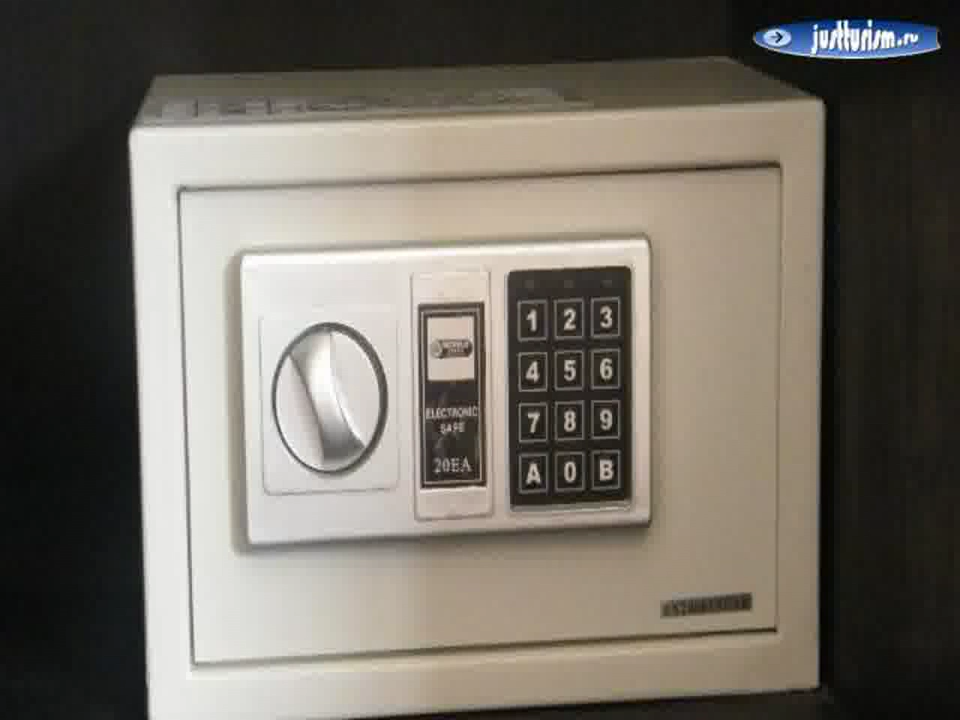 justturism.ru
ELECTRONIC
SAFE
20EA
1 2 3
4 5 6
7 8 9
A 0 B